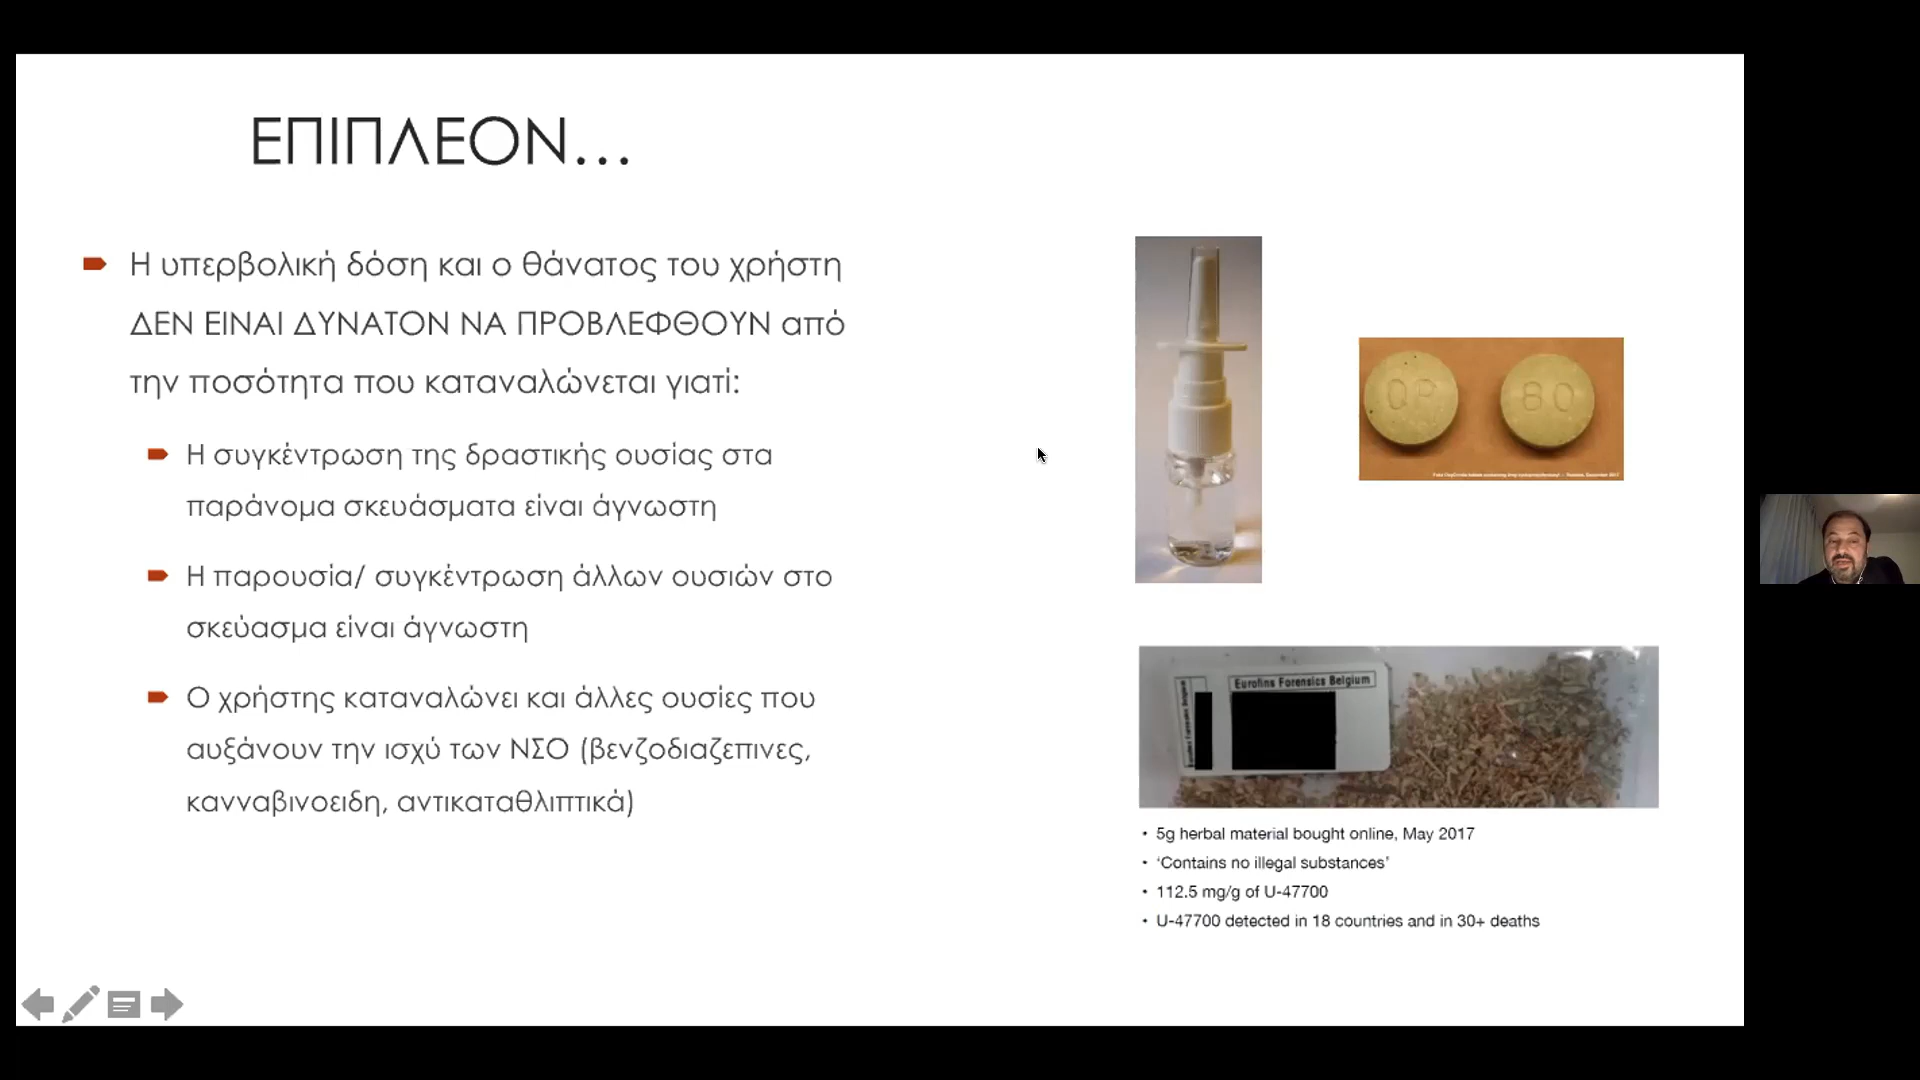 ΕΠΙΠΛΕΟΝ...
Η υπερβολική δόση και ο θάνατος του χρήστη
ΔΕΝ ΕΙΝΑΙ ΔΥΝΑΤΟΝ ΝΑ ΠΡΟΒΛΕΦΘΟΥΝ από
την ποσότητα που καταναλώνεται γιατί:
Η συγκέντρωση της δραστικής ουσίας στα
παράνομα σκευάσματα είναι άγνωστη
Η παρουσία/ συγκέντρωση άλλων ουσιών στο
σκεύασμα είναι άγνωστη
Ο χρήστης καταναλώνει και άλλες ουσίες που
αυξάνουν την ισχύ των ΝΣΟ (βενζοδιαζεπινες,
κανναβινοειδη, αντικαταθλιπτικά)
80
Eurofins Forensics Belgium
• 5g herbal material bought online, May 2017
• ‘Contains no illegal substances’
• 112.5 mg/g of U-47700
• U-47700 detected in 18 countries and in 30+ deaths